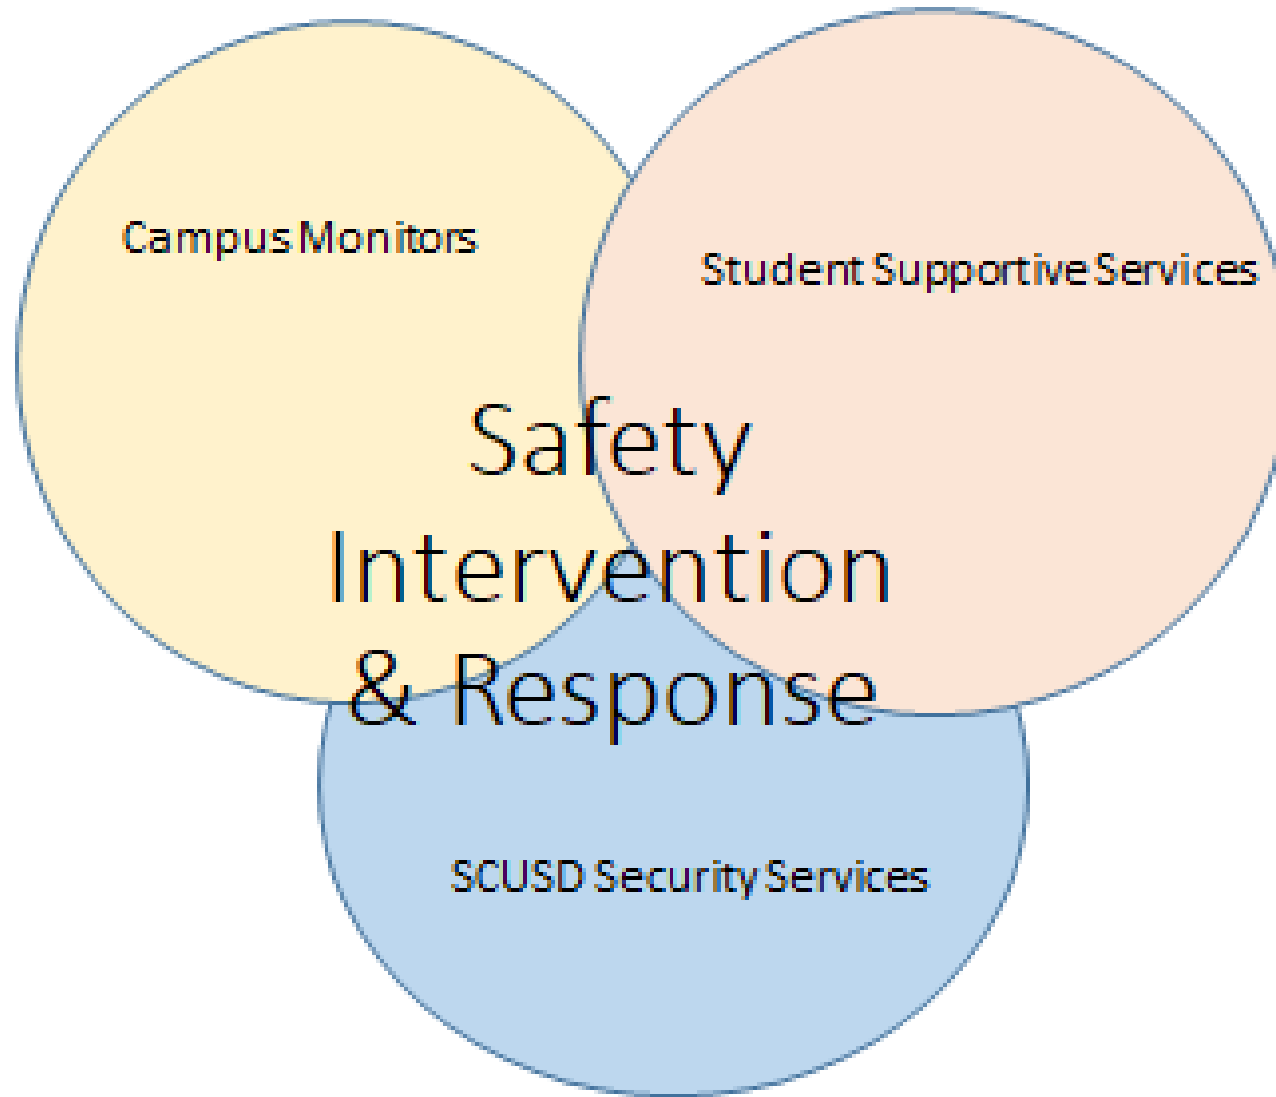 Campus Monitors
Student Supportive Services
Safety
Intervention
& Response
SCUSD Security Services